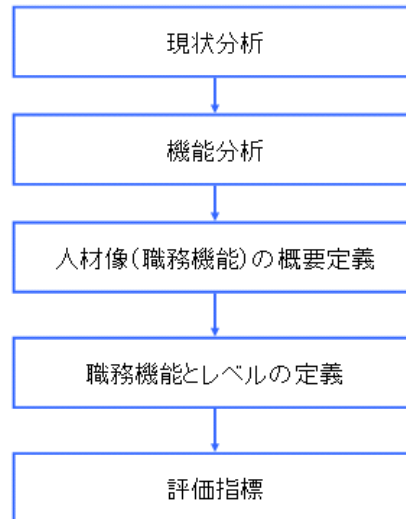 現状分析
機能分析
人材像(職務機能)の概要定義
職務機能とレベルの定義
評価指標